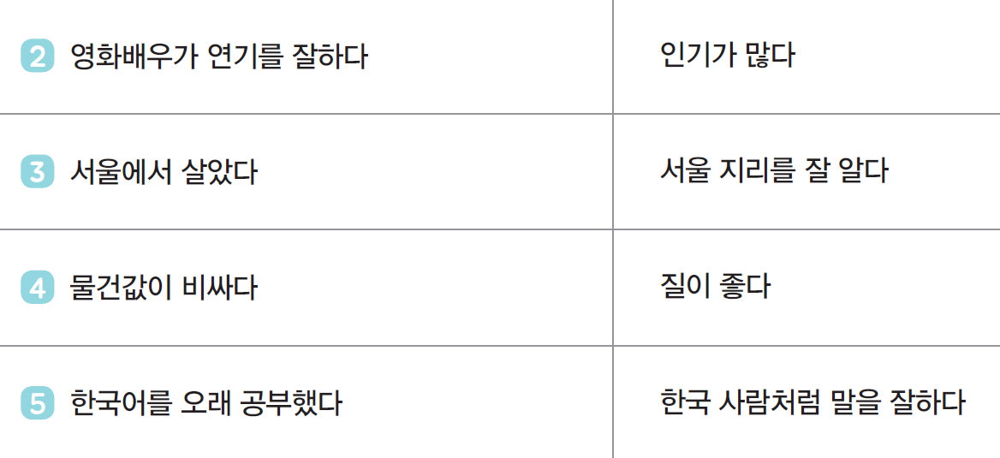 2 영화배우가 연기를 잘하다 인기가 많다
3 서울에서 살았다 서울 지리를 잘 알다
4 물건값이 비싸다 질이 좋다
5 한국어를 오래 공부했다 한국 사람처럼 말을 잘하다